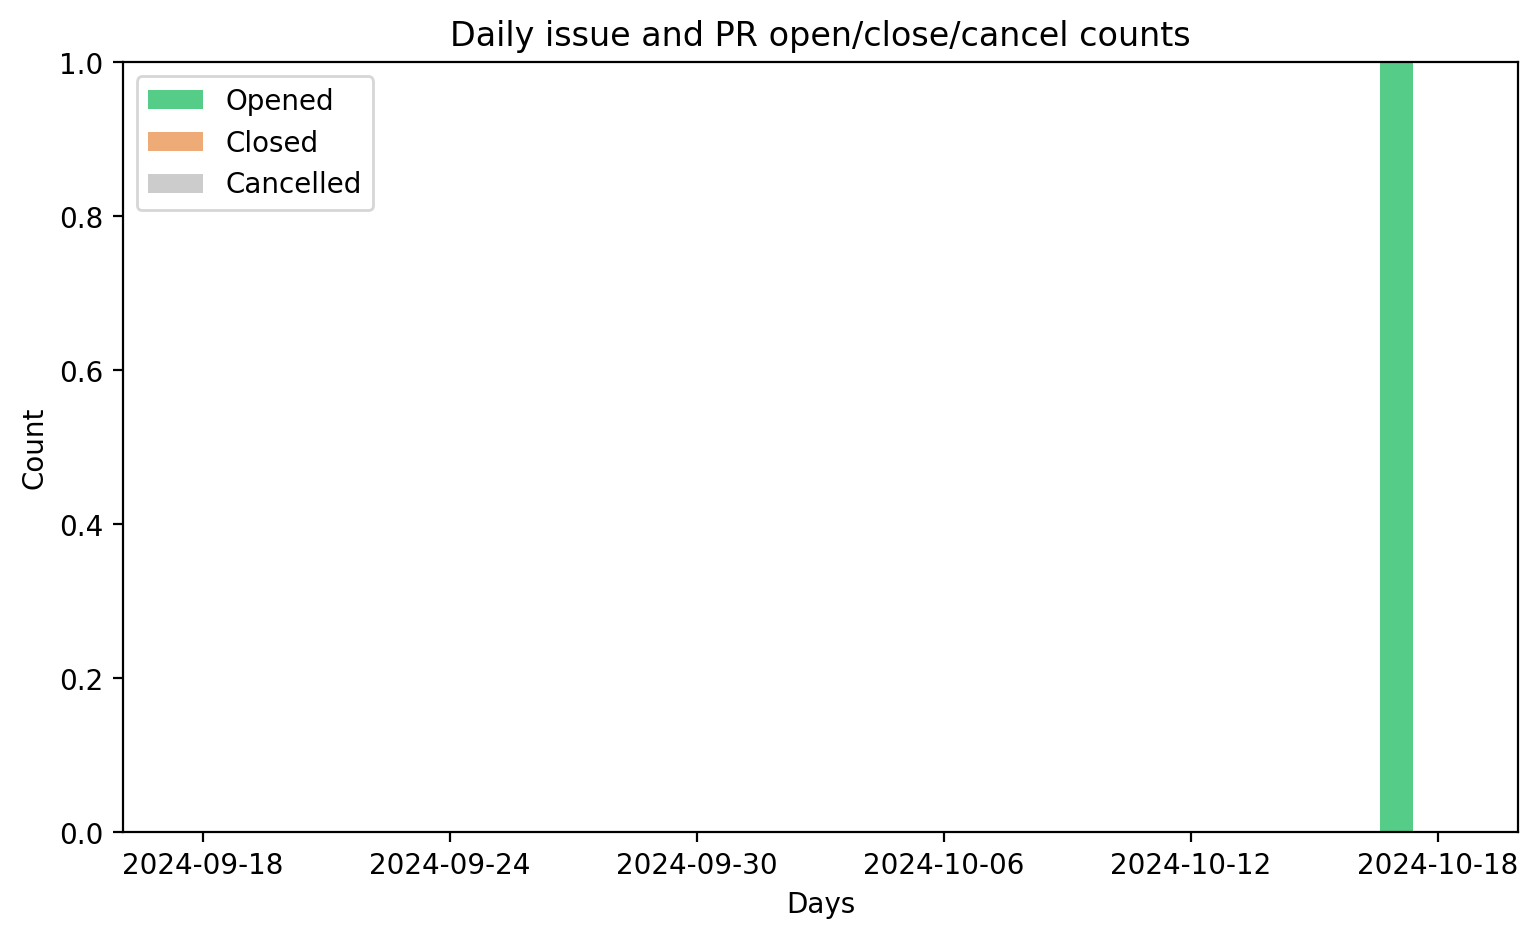 Daily issue and PR open/close/cancel counts
1.0
0.8
0.6
0.4
0.2
0.0
Count
Opened
Closed
Cancelled
2024-09-18 2024-09-24 2024-09-30 2024-10-06 2024-10-12 2024-10-18
Days